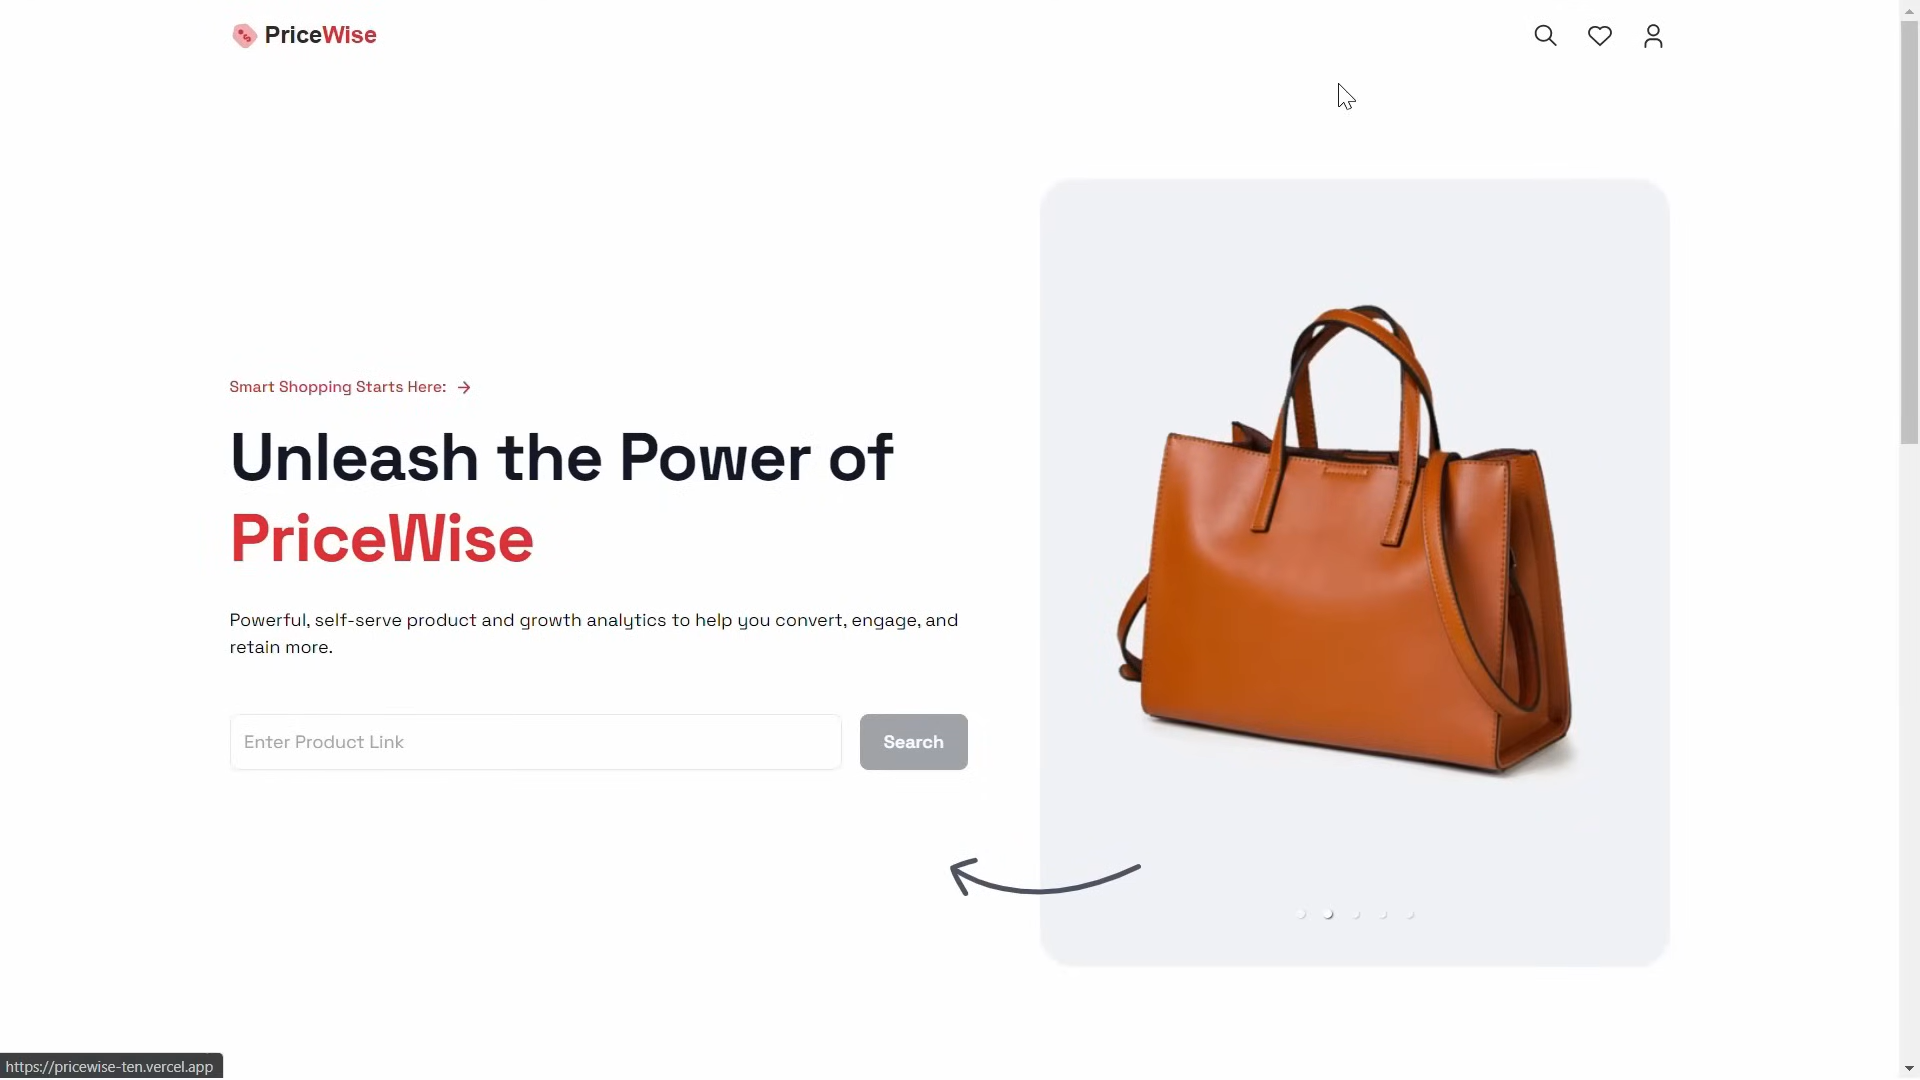 PriceWise
Smart Shopping Starts Here:
Unleash the Power of
PriceWise
Powerful, self-serve product and growth analytics to help you convert, engage, and
retain more.
Enter Product Link
Search
https://pricewise-ten.vercel.app